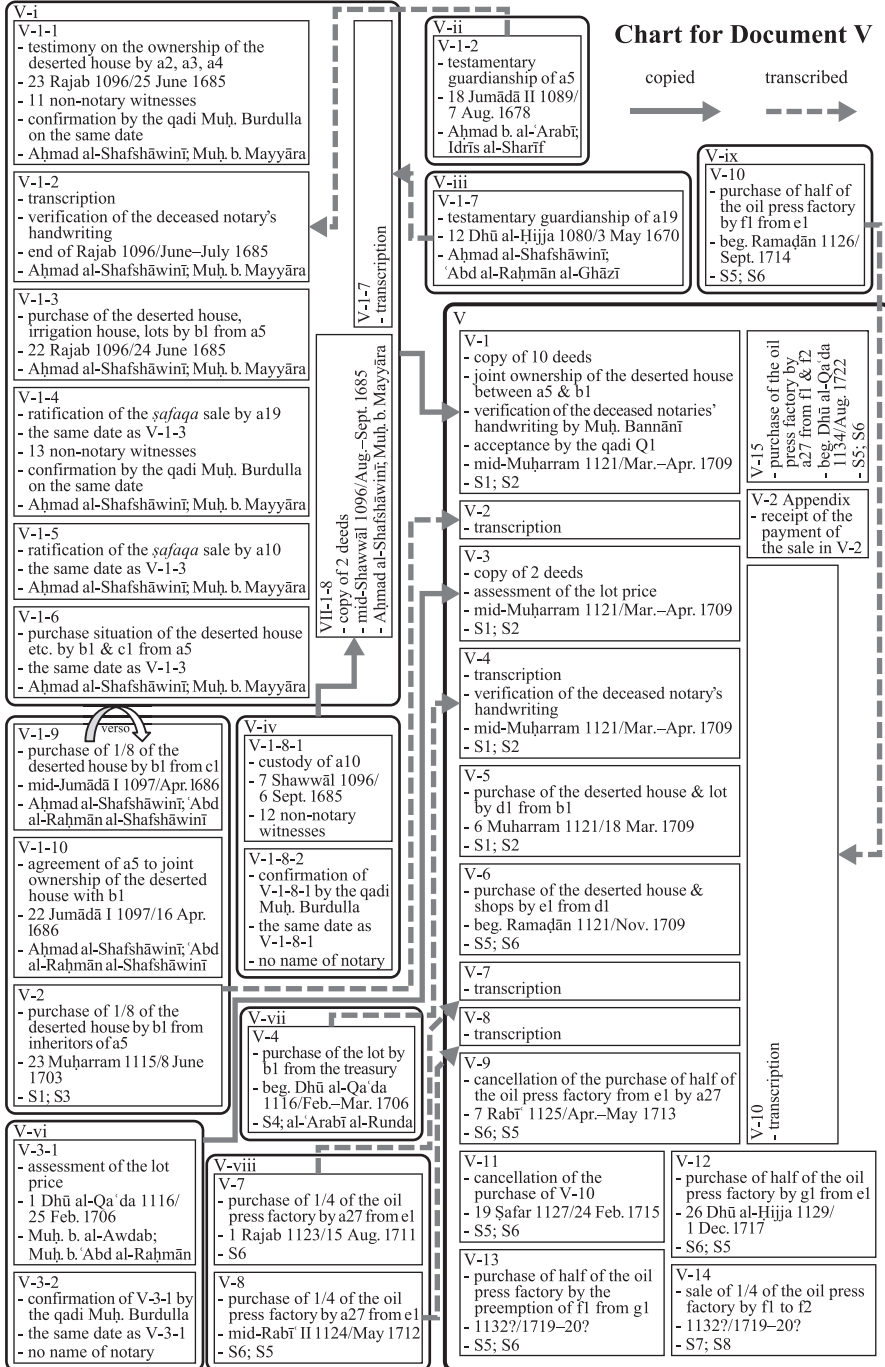 Chart for Document V
copied
transcribed
V-i
V-1-1
- testimony on the ownership of the
deserted house by a2, a3, a4
- 23 Rajab 1096/25 June 1685
- 11 non-notary witnesses
- confirmation by the qadi Muḥ. Burdulla
on the same date
- Aḥmad al-Shafshāwinī; Muḥ. b. Mayyāra
V-1-2
- transcription
- verification of the deceased notary's
handwriting
- end of Rajab 1096/June–July 1685
- Aḥmad al-Shafshāwinī; Muḥ. b. Mayyāra
V-1-3
- purchase of the deserted house,
irrigation house, lots by b1 from a5
- 22 Rajab 1096/24 June 1685
- Aḥmad al-Shafshāwinī; Muḥ. b. Mayyāra
V-1-4
- ratification of the ṣafaqa sale by a19
- the same date as V-1-3
- 13 non-notary witnesses
- confirmation by the qadi Muḥ. Burdulla
on the same date
- Aḥmad al-Shafshāwinī; Muḥ. b. Mayyāra
V-1-5
- ratification of the ṣafaqa sale by a10
- the same date as V-1-3
- Aḥmad al-Shafshāwinī; Muḥ. b. Mayyāra
V-1-6
- purchase situation of the deserted house
etc. by b1 & c1 from a5
- the same date as V-1-3
- Aḥmad al-Shafshāwinī; Muḥ. b. Mayyāra
V-1-7
- transcription
VII-1-8
- copy of 2 deeds
- mid-Shawwāl 1096/Aug.–Sept. 1685
- Aḥmad al-Shafshāwinī; Muḥ. b. Mayyāra
verso
V-1-9
- purchase of 1/8 of the
deserted house by b1 from c1
- mid-Jumādā I 1097/Apr. 1686
- Aḥmad al-Shafshāwinī; ʿAbd
al-Raḥmān al-Shafshāwinī
V-1-10
- agreement of a5 to joint
ownership of the deserted
house with b1
- 22 Jumādā I 1097/16 Apr.
1686
- Aḥmad al-Shafshāwinī; ʿAbd
al-Raḥmān al-Shafshāwinī
V-2
- purchase of 1/8 of the
deserted house by b1 from
inheritors of a5
- 23 Muḥarram 1115/8 June
1703
- S1; S3
V-ii
V-1-2
- testamentary
guardianship of a5
- 18 Jumādā II 1089/
7 Aug. 1678
- Aḥmad b. al-ʿArabī;
Idrīs al-Sharīf
V-iii
V-1-7
- testamentary guardianship of a19
- 12 Dhū al-Ḥijja 1080/3 May 1670
- Aḥmad al-Shafshāwinī;
ʿAbd al-Raḥmān al-Ghāzī
V-iv
V-1-8-1
- custody of a10
- 7 Shawwāl 1096/
6 Sept. 1685
- 12 non-notary
witnesses
V-1-8-2
- confirmation of
V-1-8-1 by the qadi
Muḥ. Burdulla
- the same date as
V-1-8-1
- no name of notary
V-vi
V-3-1
- assessment of the lot
price
- 1 Dhū al-Qaʿda 1116/
25 Feb. 1706
- Muḥ. b. al-Awdab;
Muḥ. b. ʿAbd al-Raḥmān
V-3-2
- confirmation of V-3-1 by
the qadi Muḥ. Burdulla
- the same date as V-3-1
- no name of notary
V-vii
V-4
- purchase of the lot by
b1 from the treasury
- beg. Dhū al-Qaʿda
1116/Feb.–Mar. 1706
- S4; al-ʿArabī al-Runda
V-viii
V-7
- purchase of 1/4 of the oil
press factory by a27 from e1
- 1 Rajab 1123/15 Aug. 1711
- S6
V-8
- purchase of 1/4 of the oil
press factory by a27 from e1
- mid-Rabīʿ II 1124/May 1712
- S6; S5
V-ix
V-10
- purchase of half of
the oil press factory
by f1 from e1
- beg. Ramaḍān 1126/
Sept. 1714
- S5; S6
V
V-1
- copy of 10 deeds
- joint ownership of the deserted house
between a5 & b1
- verification of the deceased notaries'
handwriting by Muḥ. Bannānī
- acceptance by the qadi Q1
- mid-Muḥarram 1121/Mar.–Apr. 1709
- S1; S2
V-2
- transcription
V-3
- copy of 2 deeds
- assessment of the lot price
- mid-Muḥarram 1121/Mar.–Apr. 1709
- S1; S2
V-4
- transcription
- verification of the deceased notary's
handwriting
- mid-Muḥarram 1121/Mar.–Apr. 1709
- S1; S2
V-5
- purchase of the deserted house & lot
by d1 from b1
- 6 Muharram 1121/18 Mar. 1709
- S1; S2
V-6
- purchase of the deserted house &
shops by e1 from d1
- beg. Ramaḍān 1121/Nov. 1709
- S5; S6
V-7
- transcription
V-8
- transcription
V-9
- cancellation of the purchase of half of
the oil press factory from e1 by a27
- 7 Rabīʿ 1125/Apr.–May 1713
- S6; S5
V-15
- purchase of the oil
press factory by
a27 from f1 & f2
- beg. Dhū al-Qaʿda
1134/Aug. 1722
- S5; S6
V-2 Appendix
- receipt of the
payment of
the sale in V-2
V-10
- transcription
V-11
- cancellation of the
purchase of V-10
- 19 Ṣafar 1127/24 Feb. 1715
- S5; S6
V-12
- purchase of half of the oil
press factory by g1 from e1
- 26 Dhū al-Ḥijja 1129/
1 Dec. 1717
- S6; S5
V-13
- purchase of half of the oil
press factory by the
preemption of f1 from g1
- 1132?/1719–20?
- S5; S6
V-14
- sale of 1/4 of the oil press
factory by f1 to f2
- 1132?/1719–20?
- S7; S8